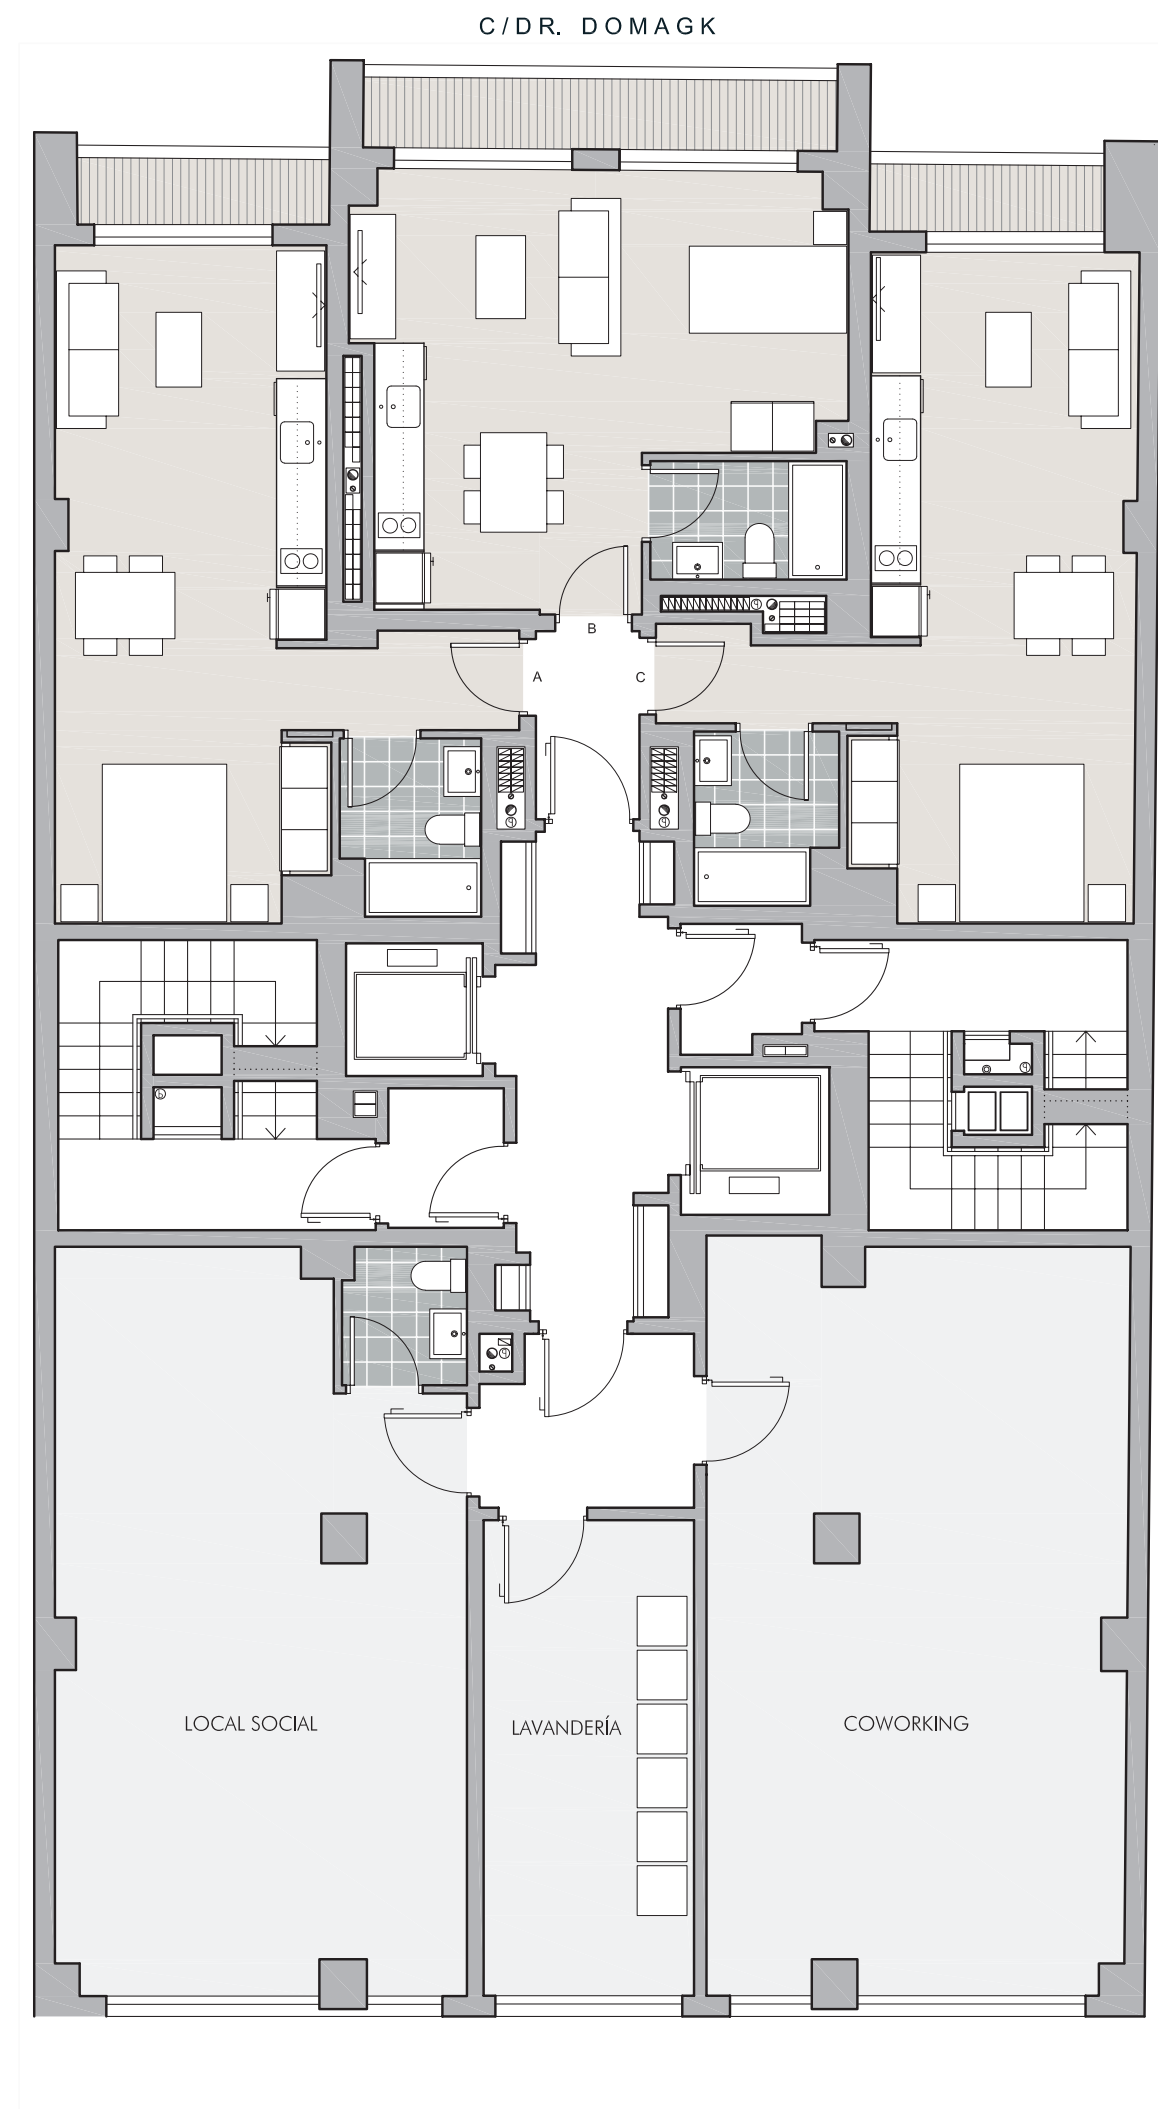 C/DR. DOMAGK
B
A
C
LOCAL SOCIAL
LAVANDERÍA
COWORKING